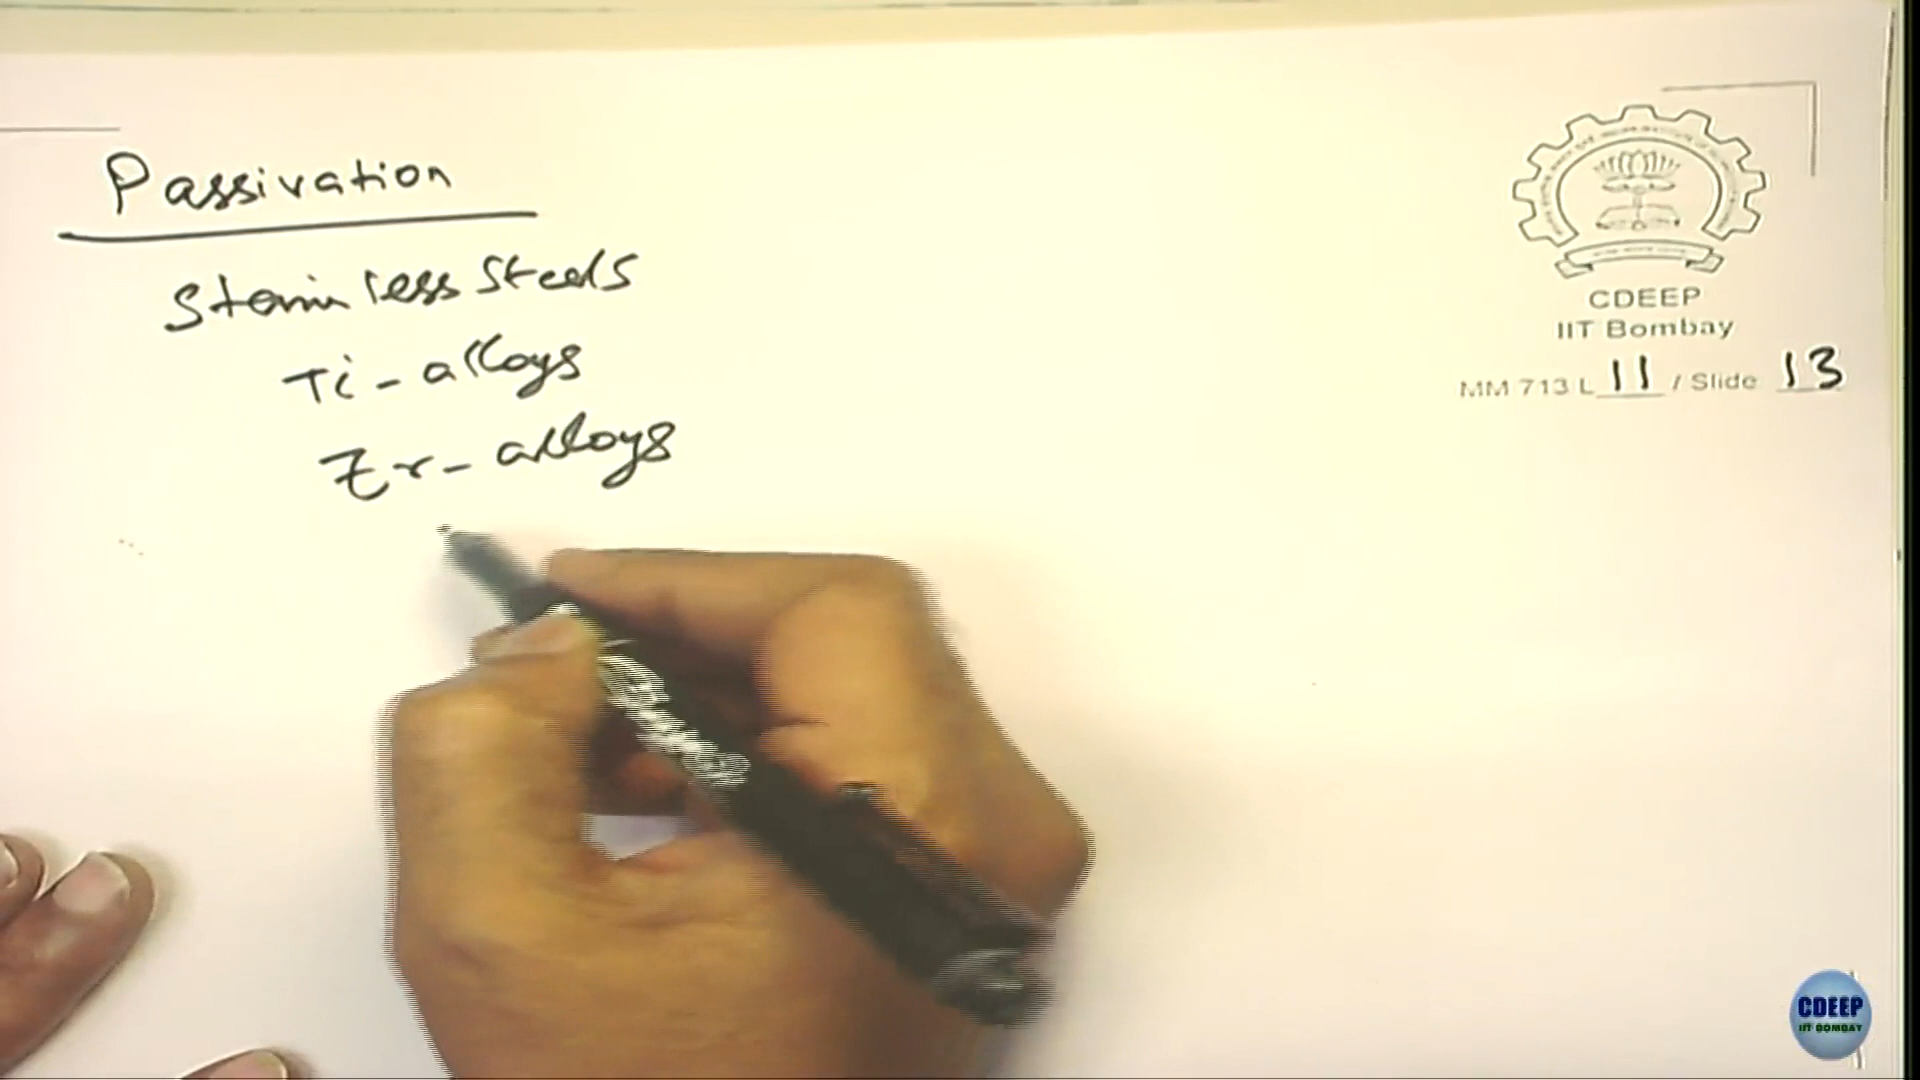 Passivation
Stainless Steels
Ti - alloys
Zr - alloys
CDEEP
IIT Bombay
MM 713 L 11 / Slide 13
CDEEP
IIT BOMBAY